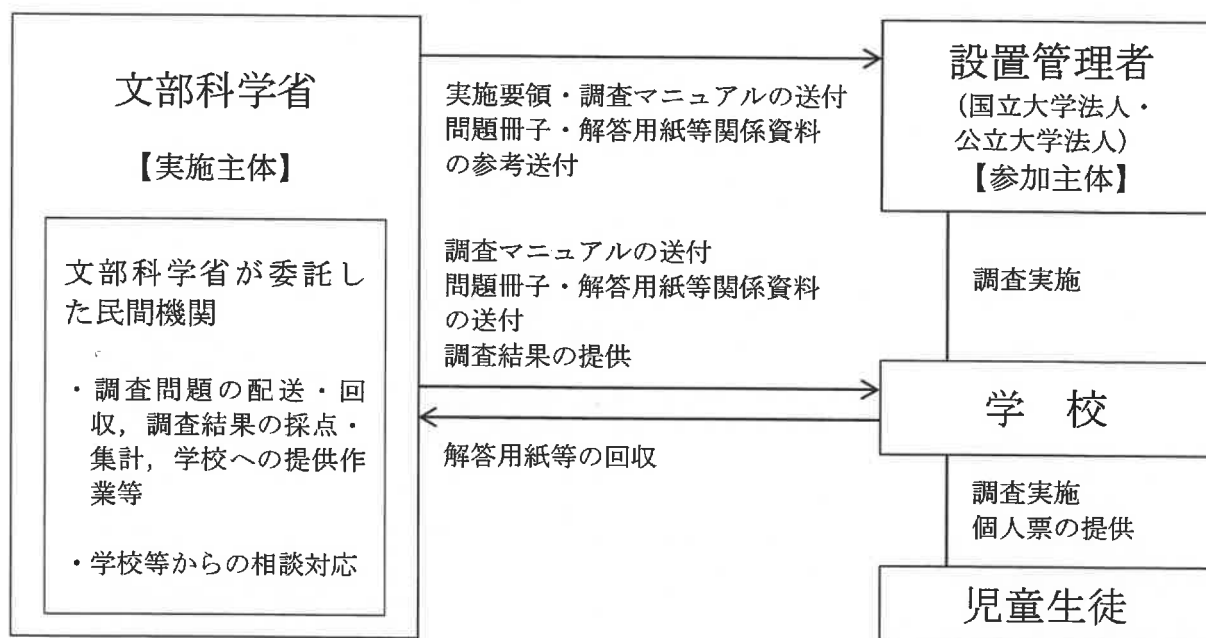 文部科学省
【実施主体】
文部科学省が委託し
た民間機関
・調査問題の配送・回
収，調査結果の採点・
集計，学校への提供作
業等
・学校等からの相談対応
実施要領・調査マニュアルの送付
問題冊子・解答用紙等関係資料
の参考送付
調査マニュアルの送付
問題冊子・解答用紙等関係資料
の送付
調査結果の提供
解答用紙等の回収
設置管理者
（国立大学法人・
公立大学法人）
【参加主体】
調査実施
学　校
調査実施
個人票の提供
児童生徒